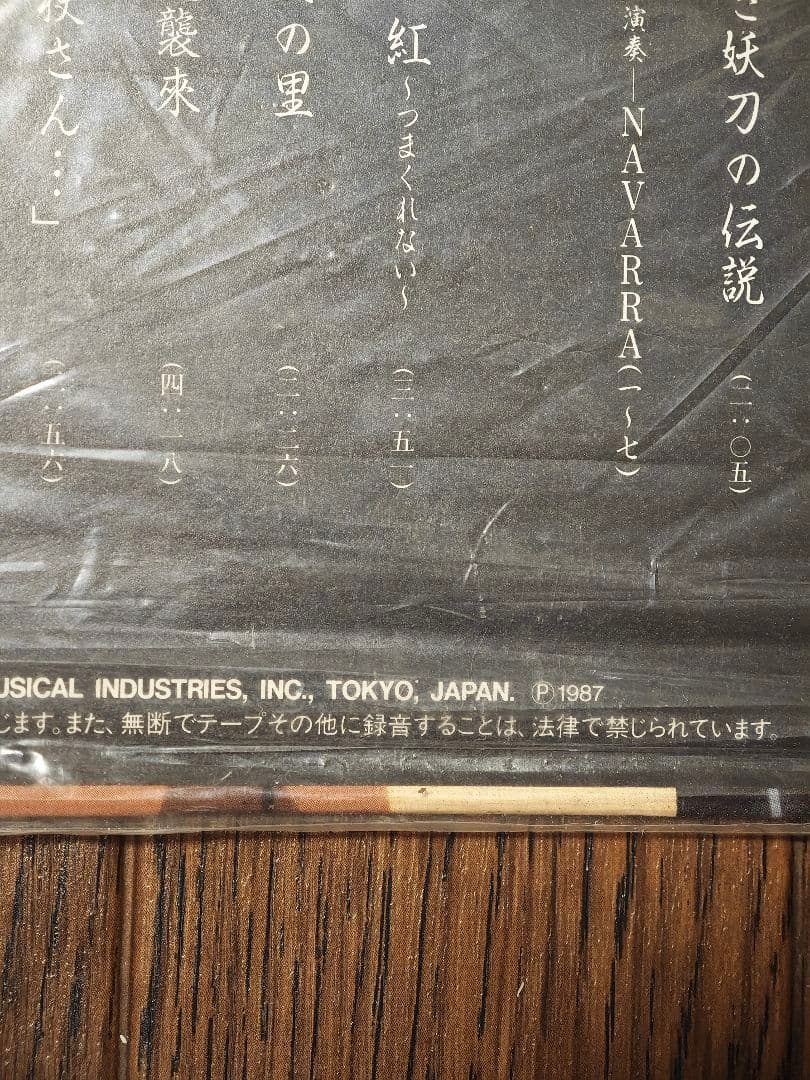 妖刀の伝説
(二:〇五)
演奏—NAVARRA(一〜七)
紅〜つまくれない〜
(三:五一)
の里
(二:二六)
襲來
(四:一八)
さん…」
:五六)
USICAL INDUSTRIES, INC., TOKYO, JAPAN. Ⓟ1987
じます。また、無断でテープその他に録音することは、法律で禁じられています。